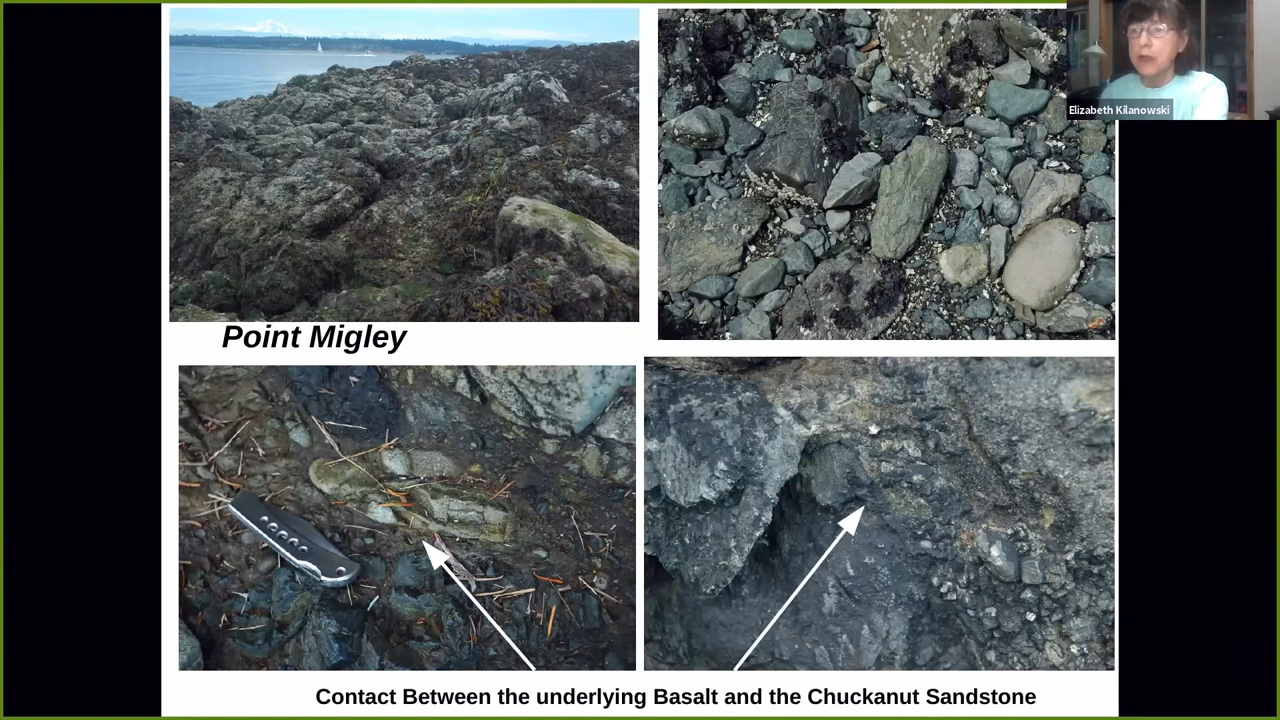 Elizabeth Kilanowski
Point Migley
Contact Between the underlying Basalt and the Chuckanut Sandstone